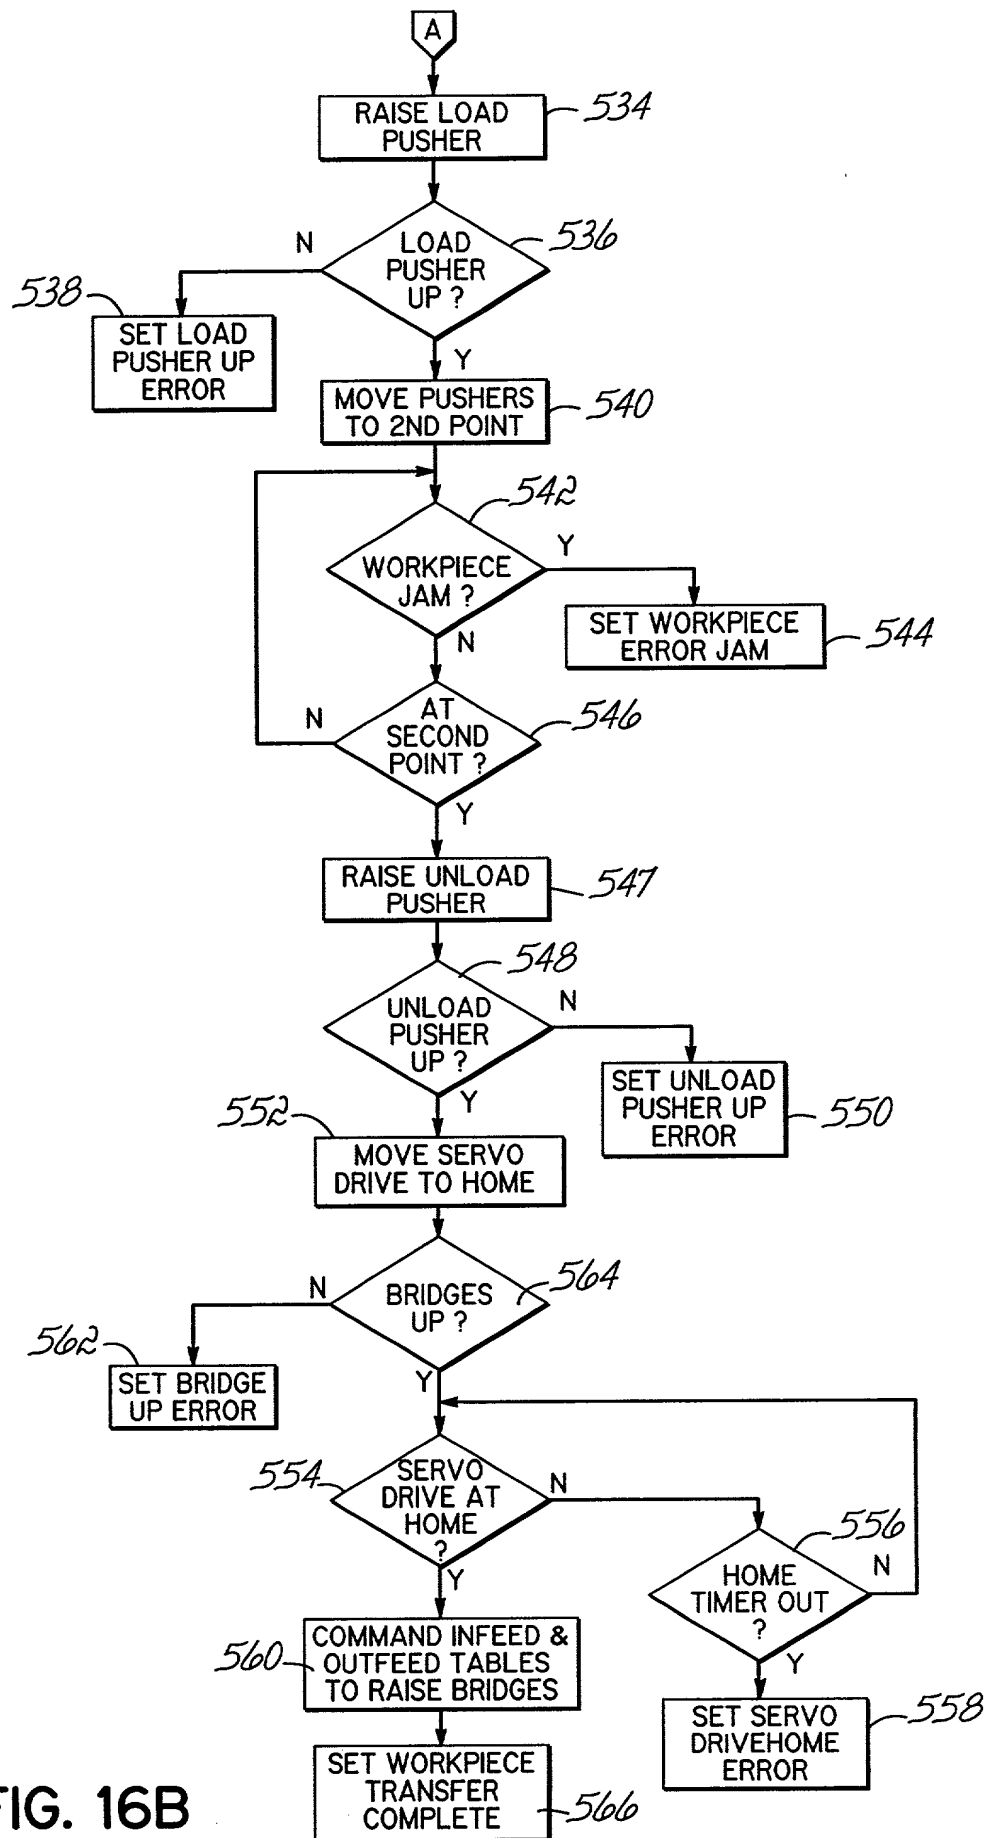 A
RAISE LOAD
PUSHER
534
LOAD
PUSHER
UP ?
536
N
538
SET LOAD
PUSHER UP
ERROR
Y
MOVE PUSHERS
TO 2ND POINT
540
542
WORKPIECE
JAM ?
Y
SET WORKPIECE
ERROR JAM
544
N
AT
SECOND
POINT ?
546
N
Y
RAISE UNLOAD
PUSHER
547
548
UNLOAD
PUSHER
UP ?
N
SET UNLOAD
PUSHER UP
ERROR
550
Y
552
MOVE SERVO
DRIVE TO HOME
BRIDGES
UP ?
564
N
562
SET BRIDGE
UP ERROR
Y
554
SERVO
DRIVE AT
HOME
?
N
556
HOME
TIMER OUT
?
N
Y
Y
560
COMMAND INFEED &
OUTFEED TABLES
TO RAISE BRIDGES
SET SERVO
DRIVEHOME
ERROR
558
SET WORKPIECE
TRANSFER
COMPLETE
566
FIG. 16B